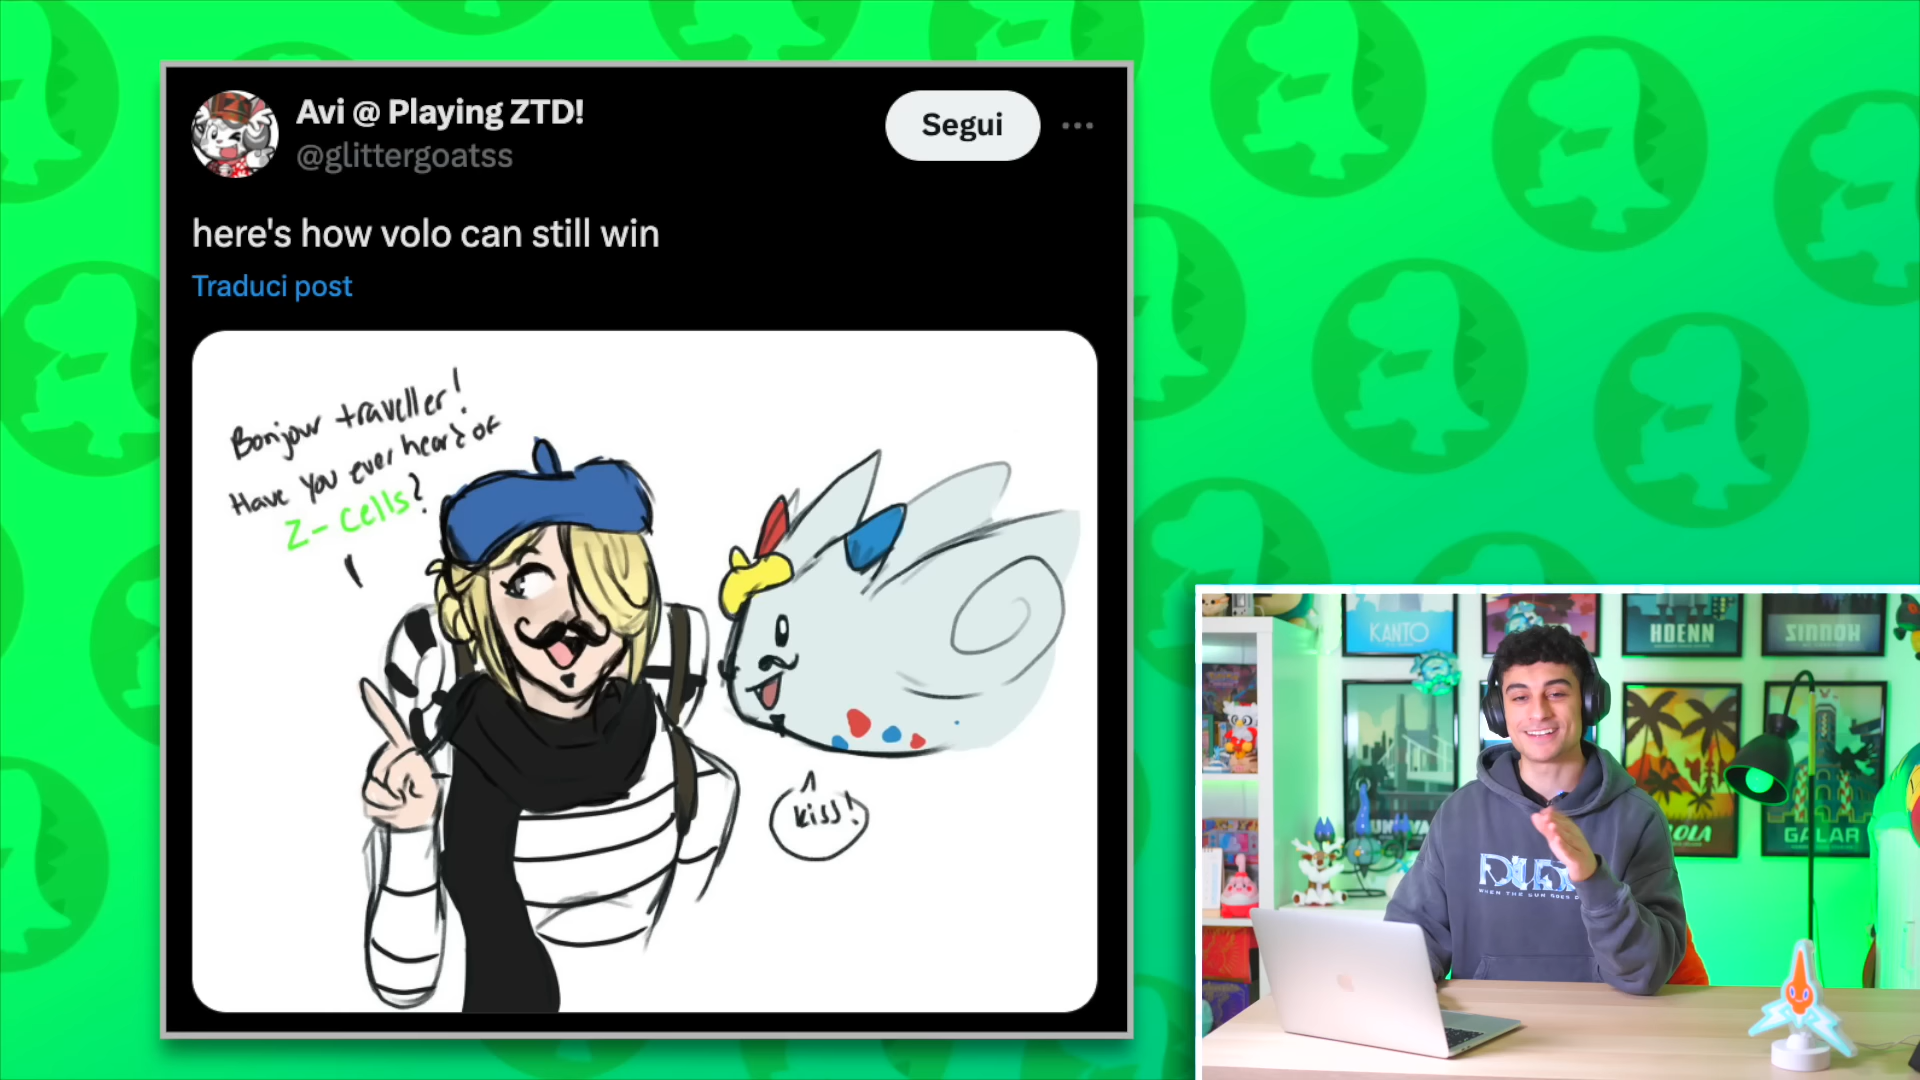 Avi @ Playing ZTD!
@glittergoatss
Segui
here's how volo can still win
Traduci post
Bonjour traveller!
Have you ever heard of
Z-Cells?
kiss!
KANTO
HOENN
SINNOH
GALAR